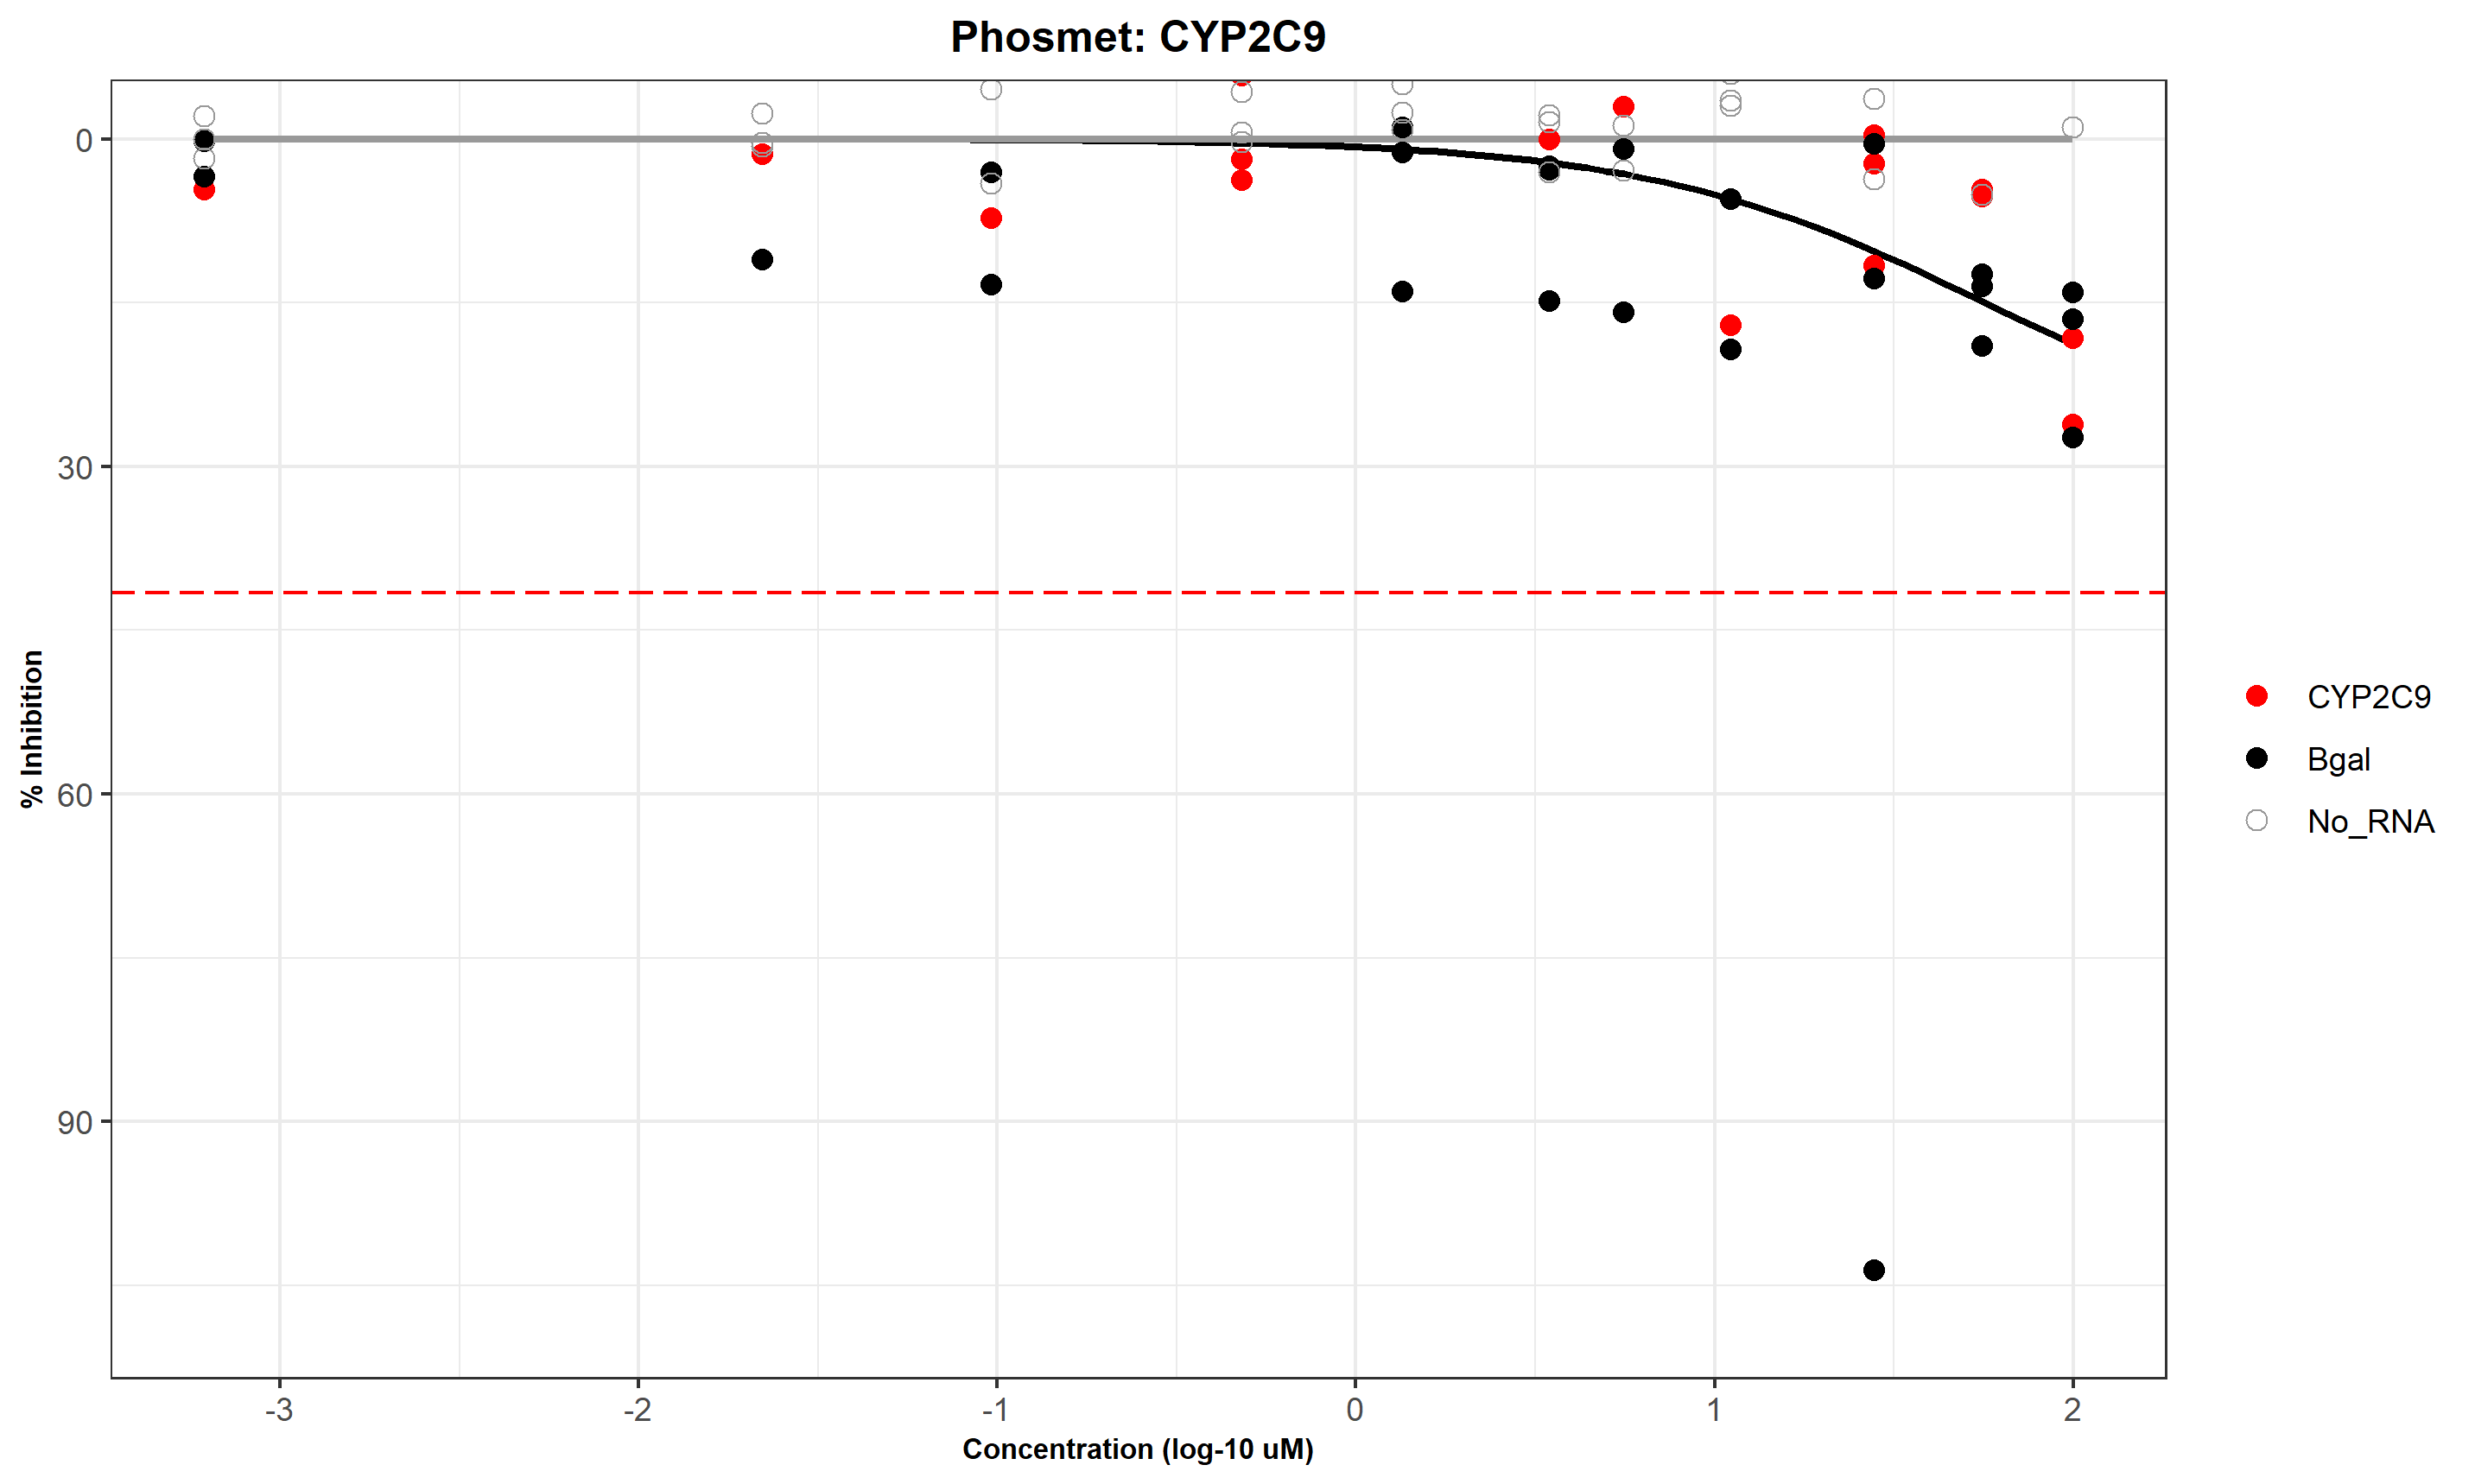 Phosmet: CYP2C9
0
30
60
90
% Inhibition
-3
-2
-1
0
1
2
Concentration (log-10 uM)
CYP2C9
Bgal
No_RNA